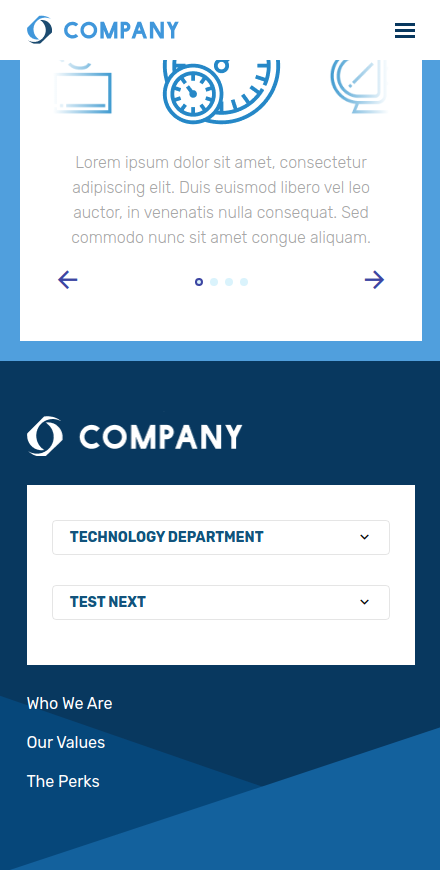 COMPANY
Lorem ipsum dolor sit amet, consectetur
adipiscing elit. Duis euismod libero vel leo
auctor, in venenatis nulla consequat. Sed
commodo nunc sit amet congue aliquam.
COMPANY
TECHNOLOGY DEPARTMENT
TEST NEXT
Who We Are
Our Values
The Perks